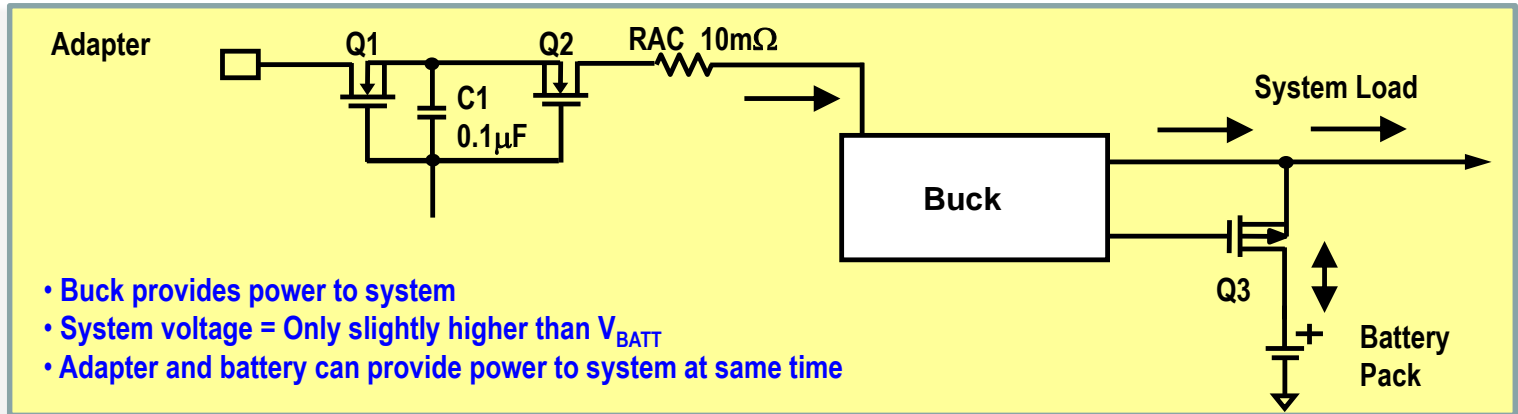 Adapter
Q1
Q2
RAC 10mΩ
C1
0.1µF
System Load
Buck
Q3
+
Battery
Pack
• Buck provides power to system
• System voltage = Only slightly higher than VBATT
• Adapter and battery can provide power to system at same time